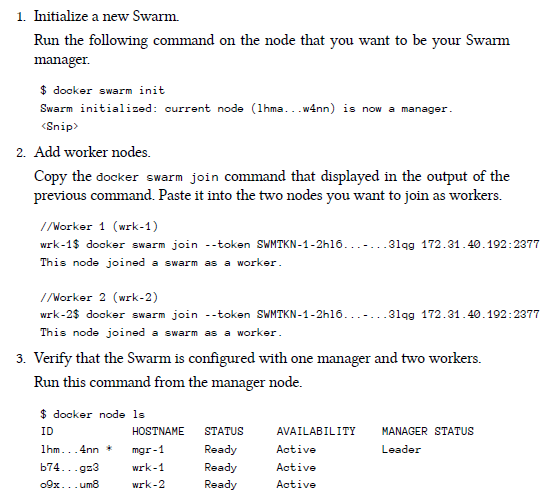 1. Initialize a new Swarm.
Run the following command on the node that you want to be your Swarm
manager.
$ docker swarm init
Swarm initialized: current node (lhma...w4nn) is now a manager.
<Snip>
2. Add worker nodes.
Copy the docker swarm join command that displayed in the output of the
previous command. Paste it into the two nodes you want to join as workers.
//Worker 1 (wrk-1)
wrk-1$ docker swarm join --token SWMTKN-1-2hl6...-...3lqg 172.31.40.192:2377
This node joined a swarm as a worker.
//Worker 2 (wrk-2)
wrk-2$ docker swarm join --token SWMTKN-1-2hl6...-...3lqg 172.31.40.192:2377
This node joined a swarm as a worker.
3. Verify that the Swarm is configured with one manager and two workers.
Run this command from the manager node.
$ docker node ls
ID HOSTNAME STATUS AVAILABILITY MANAGER STATUS
lhm...4nn * mgr-1 Ready Active Leader
b74...gz3 wrk-1 Ready Active
o9x...um8 wrk-2 Ready Active